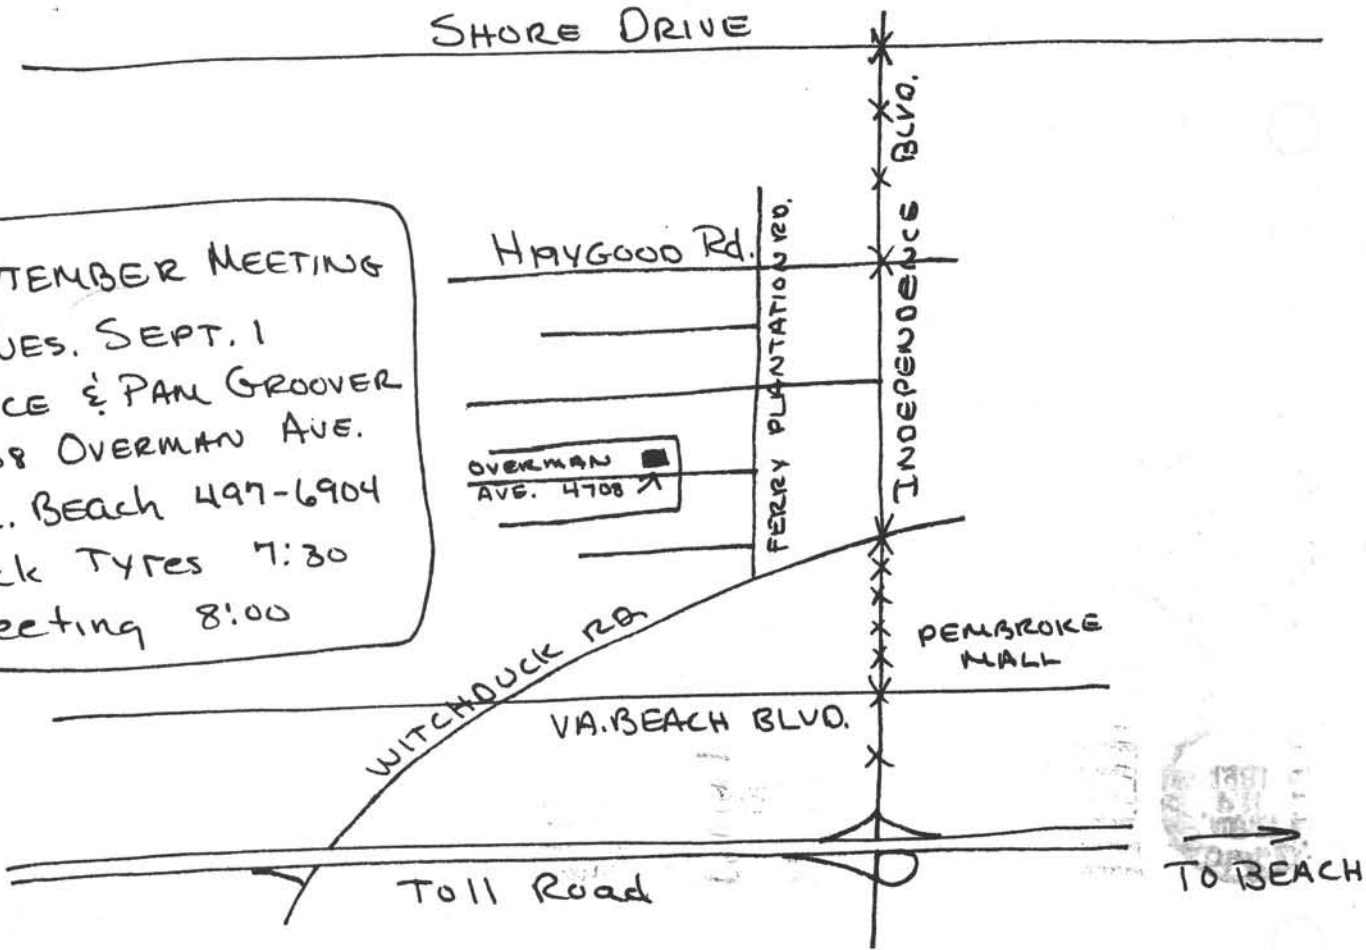 SHORE DRIVE
INDEPENDENCE BLVD.
TEMBER MEETING
UES. SEPT. 1
CE & PAM GROOVER
8 OVERMAN AVE.
. BEACH 497-6904
ck Tyres 7:30
eeting 8:00
HAYGOOD Rd.
FERRY PLANTATION RD.
OVERMAN
AVE. 4708
WITCHDUCK RD
PEMBROKE
MALL
VA. BEACH BLVD.
Toll Road
TO BEACH